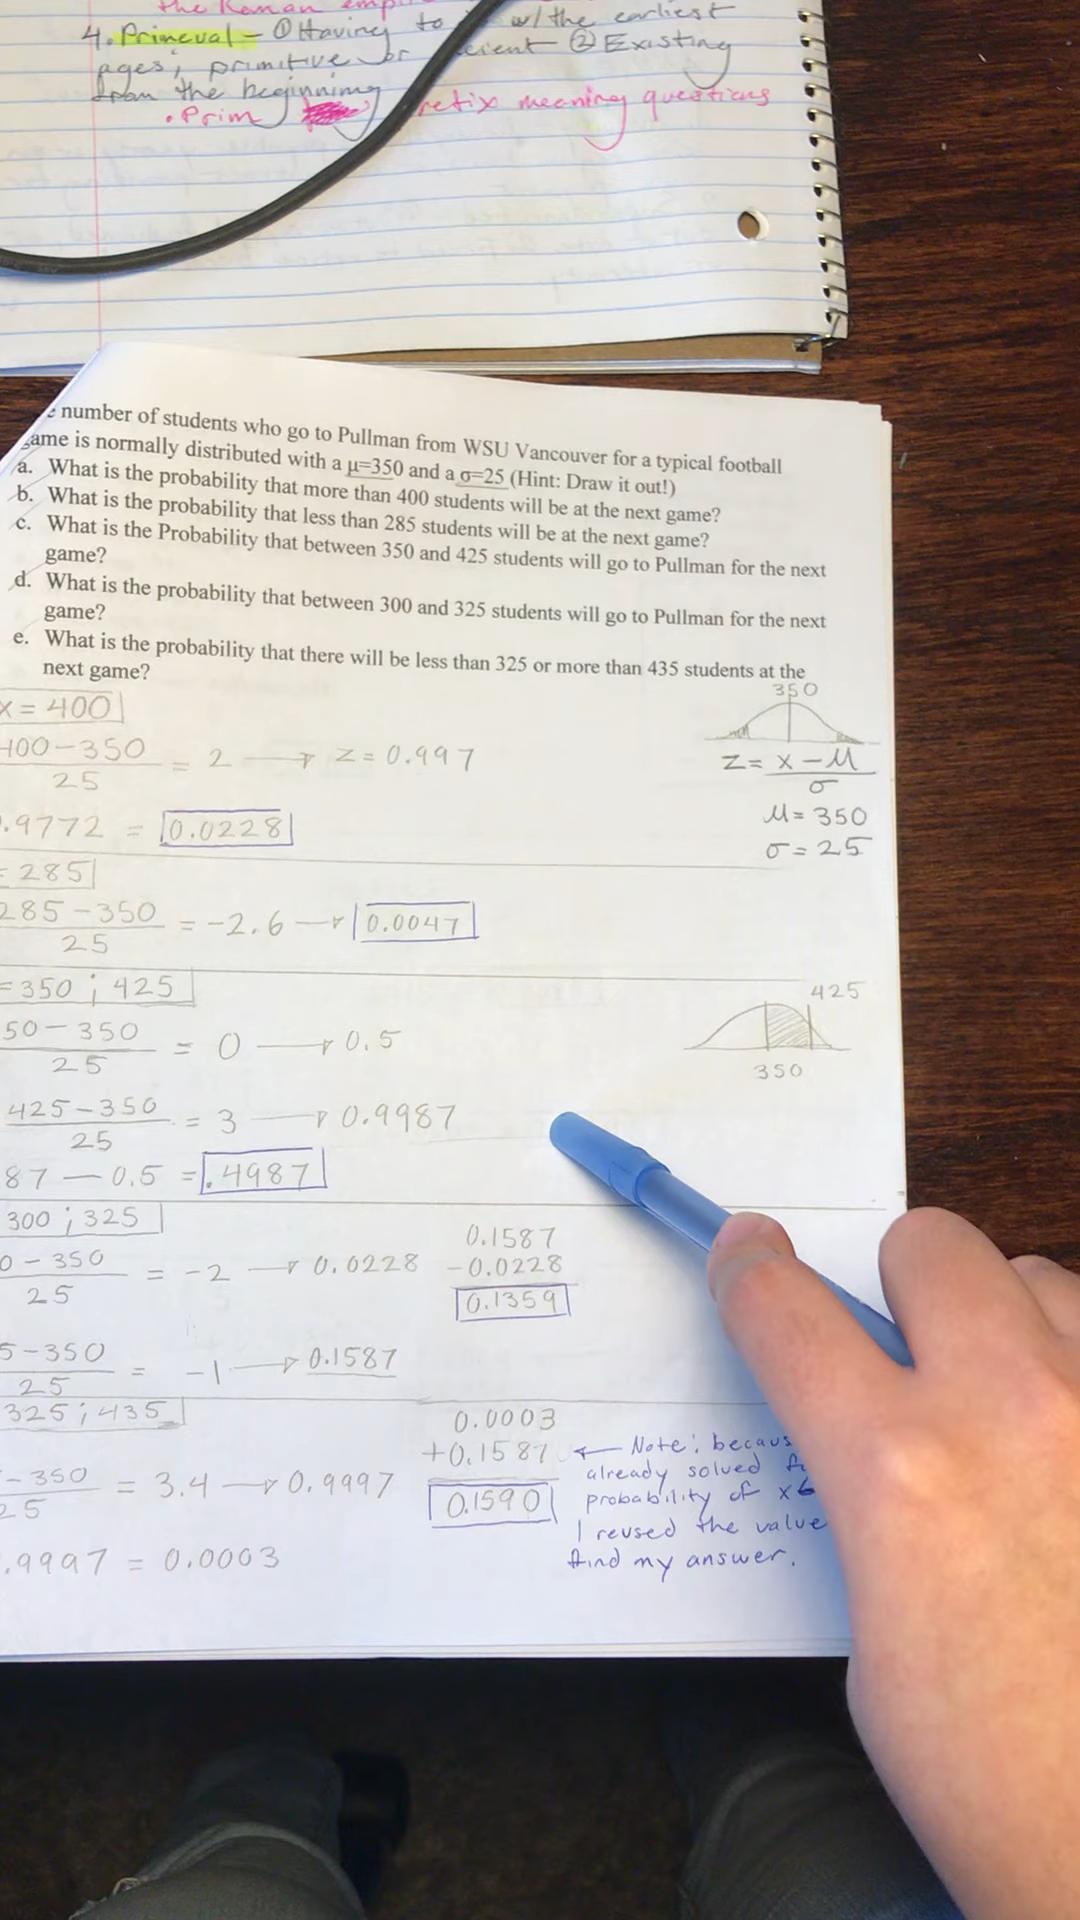 the Roman emp
4. Primeval - ① Having to w/ the earliest
ages; primitive or cient ② Existing
from the beginning
• Prim refix meaning questions
number of students who go to Pullman from WSU Vancouver for a typical football
game is normally distributed with a μ=350 and a σ=25 (Hint: Draw it out!)
a. What is the probability that more than 400 students will be at the next game?
b. What is the probability that less than 285 students will be at the next game?
c. What is the Probability that between 350 and 425 students will go to Pullman for the next
game?
d. What is the probability that between 300 and 325 students will go to Pullman for the next
game?
e. What is the probability that there will be less than 325 or more than 435 students at the
next game?
x = 400
350
400-350
25
= 2 → z = 0.997
z = x - μ
σ
μ = 350
σ = 25
.9772 = 0.0228
= 285
285 - 350
25
= -2.6 → 0.0047
= 350 ; 425
425
350
50 - 350
25
= 0 → 0.5
425 - 350
25
= 3 → 0.9987
87 - 0.5 = .4987
300 ; 325
0 - 350
25
= -2 → 0.0228
0.1587
-0.0228
0.1359
5 - 350
25
= -1 → 0.1587
325 ; 435
- 350
25
= 3.4 → 0.9997
0.0003
+0.1587
0.1590
← Note: becaus
already solved
probability of x
I reused the value
find my answer.
.9997 = 0.0003